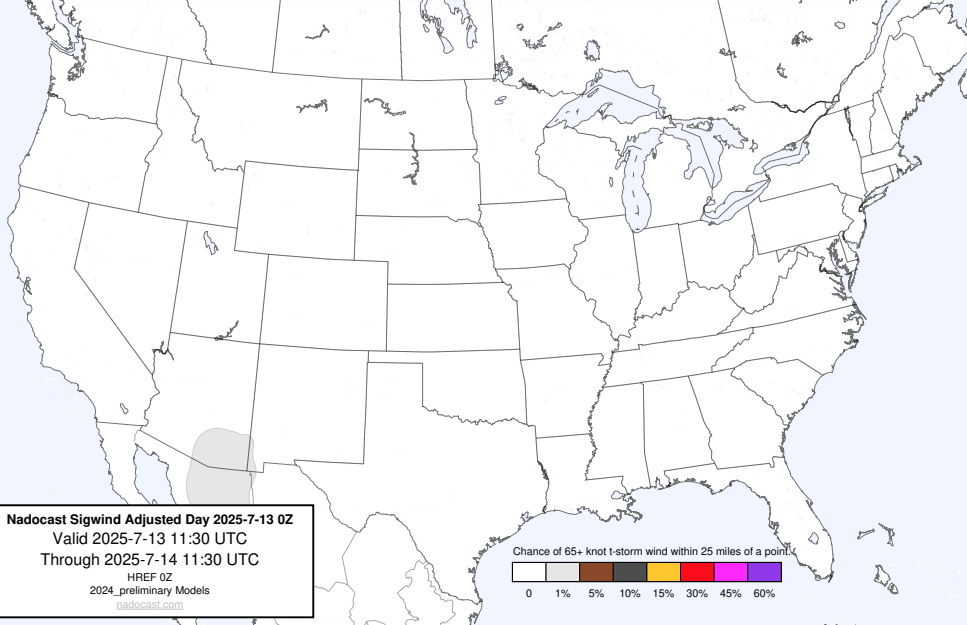 Nadocast Sigwind Adjusted Day 2025-7-13 0Z
Valid 2025-7-13 11:30 UTC
Through 2025-7-14 11:30 UTC
HREF 0Z
2024_preliminary Models
nadocast.com
Chance of 65+ knot t-storm wind within 25 miles of a point.
0 1% 5% 10% 15% 30% 45% 60%